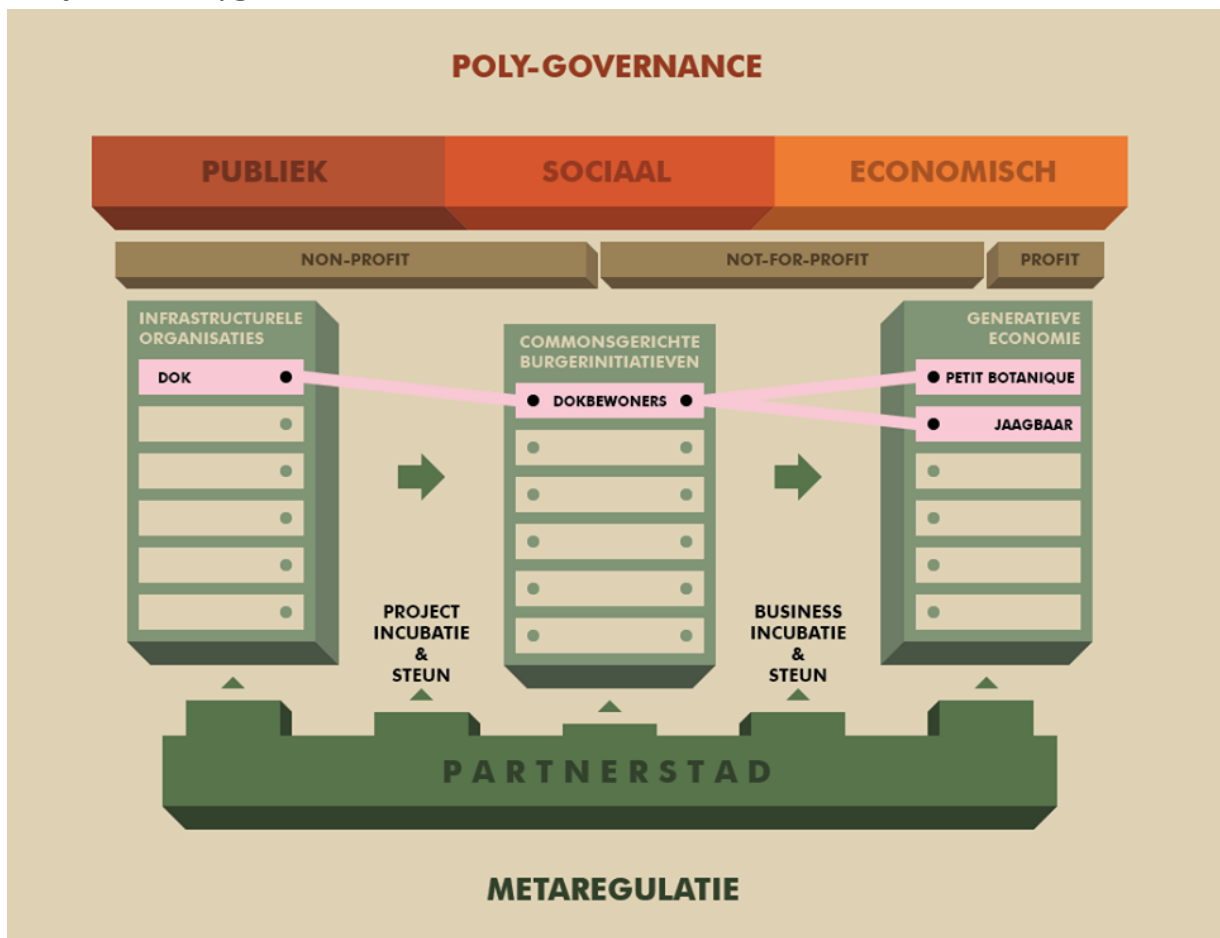 POLY-GOVERNANCE
PUBLIEK
SOCIAAL
ECONOMISCH
NON-PROFIT
NOT-FOR-PROFIT
PROFIT
INFRASTRUCTURELE
ORGANISATIES
DOK
COMMONSGERICHTE
BURGERINITIATIEVEN
DOKBEWONERS
GENERATIEVE
ECONOMIE
PETIT BOTANIQUE
JAAGBAAR
PROJECT
INCUBATIE
&
STEUN
BUSINESS
INCUBATIE
&
STEUN
PARTNERSTAD
METAREGULATIE